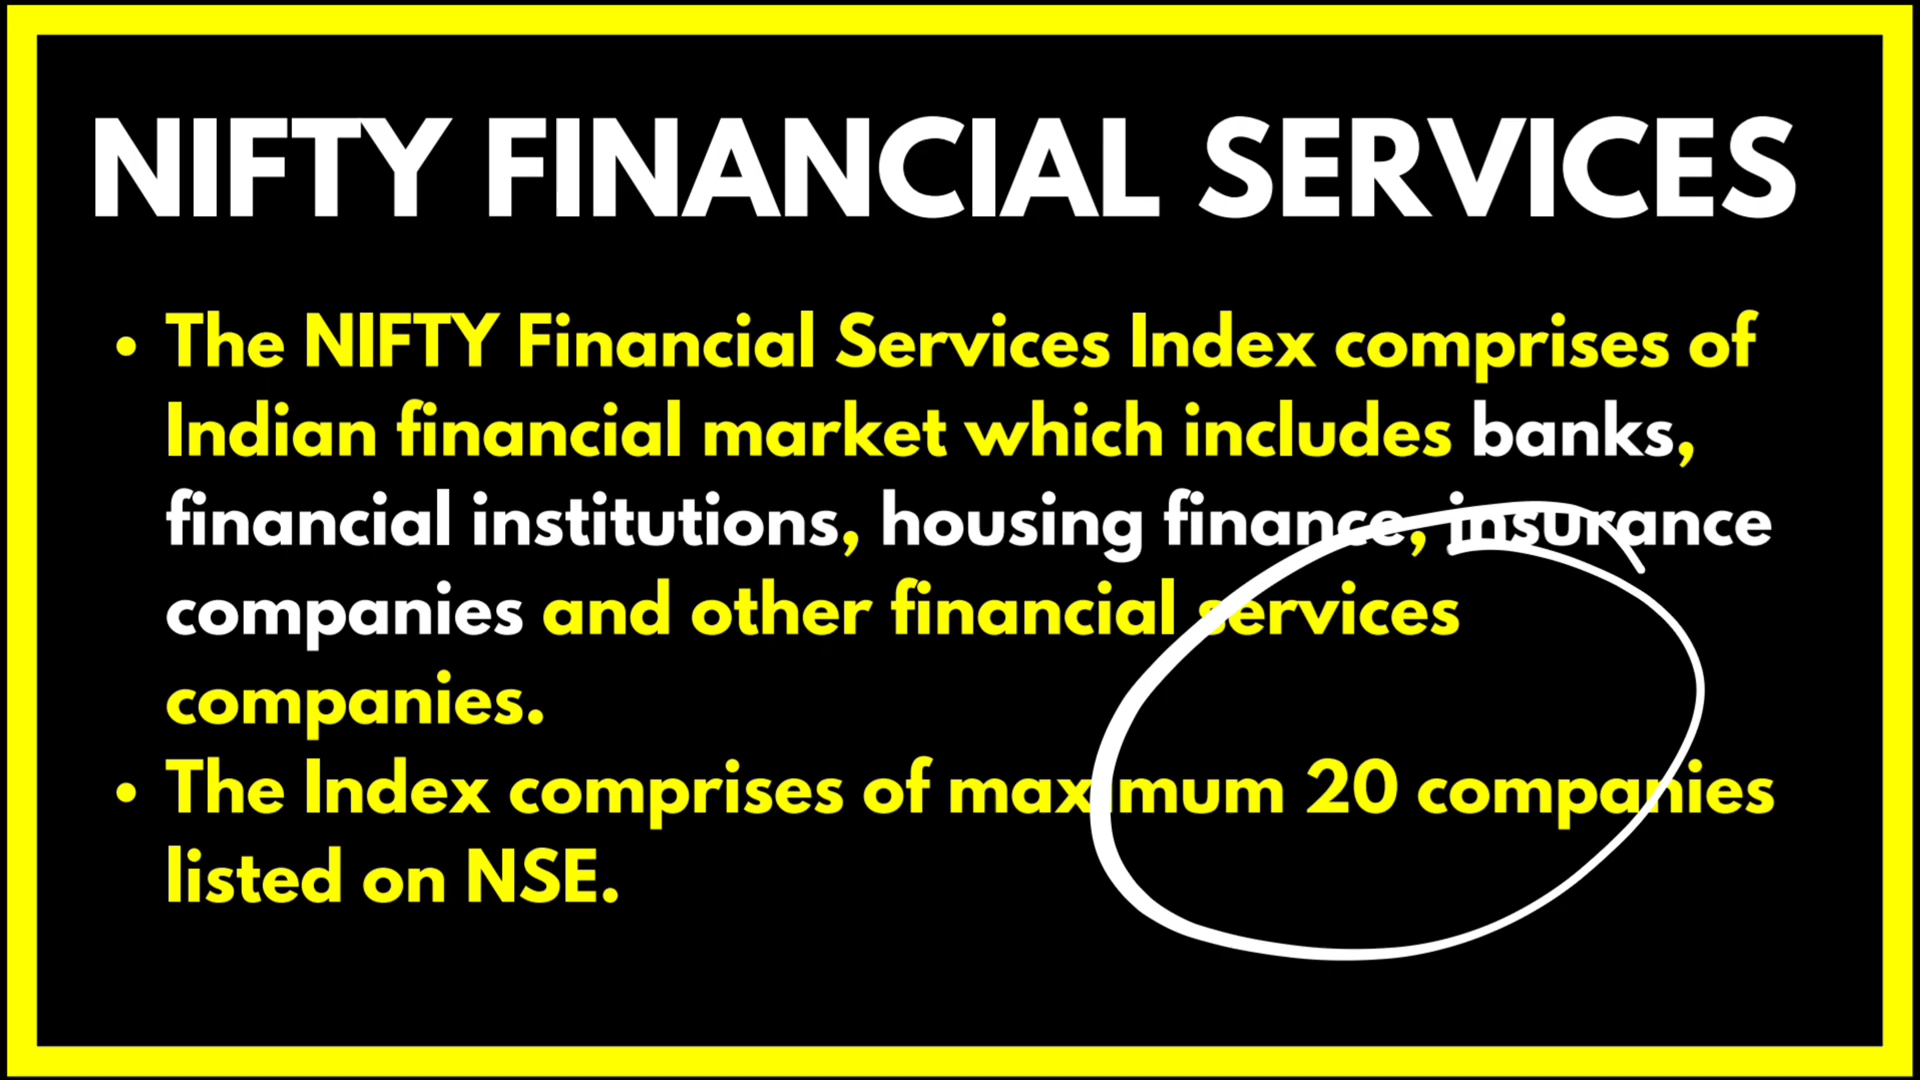 NIFTY FINANCIAL SERVICES
• The NIFTY Financial Services Index comprises of
Indian financial market which includes banks,
financial institutions, housing finance, insurance
companies and other financial services
companies.
• The Index comprises of maximum 20 companies
listed on NSE.